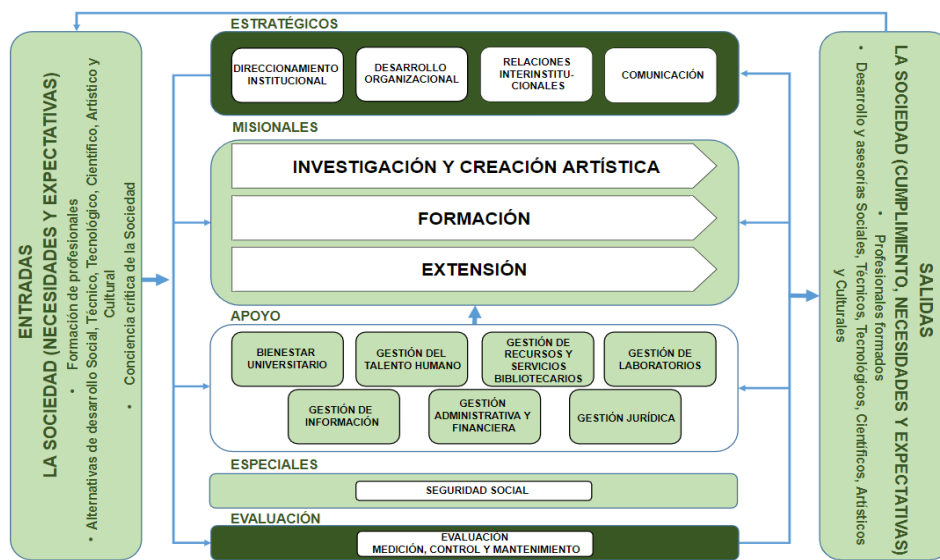 ENTRADAS
LA SOCIEDAD (NECESIDADES Y EXPECTATIVAS)
• Formación de profesionales
• Alternativas de desarrollo Social, Técnico, Tecnológico, Científico, Artístico y
Cultural
• Conciencia crítica de la Sociedad
ESTRATÉGICOS
DIRECCIONAMIENTO
INSTITUCIONAL
DESARROLLO
ORGANIZACIONAL
RELACIONES
INTERINSTITU-
CIONALES
COMUNICACIÓN
MISIONALES
INVESTIGACIÓN Y CREACIÓN ARTÍSTICA
FORMACIÓN
EXTENSIÓN
APOYO
BIENESTAR
UNIVERSITARIO
GESTIÓN DEL
TALENTO HUMANO
GESTIÓN DE
RECURSOS Y
SERVICIOS
BIBLIOTECARIOS
GESTIÓN DE
LABORATORIOS
GESTIÓN DE
INFORMACIÓN
GESTIÓN
ADMINISTRATIVA Y
FINANCIERA
GESTIÓN JURÍDICA
ESPECIALES
SEGURIDAD SOCIAL
EVALUACIÓN
EVALUACIÓN
MEDICIÓN, CONTROL Y MANTENIMIENTO
SALIDAS
LA SOCIEDAD (CUMPLIMIENTO, NECESIDADES Y EXPECTATIVAS)
• Profesionales formados
• Desarrollo y asesorías Sociales, Técnicos, Tecnológicos, Científicos, Artísticos
y Culturales